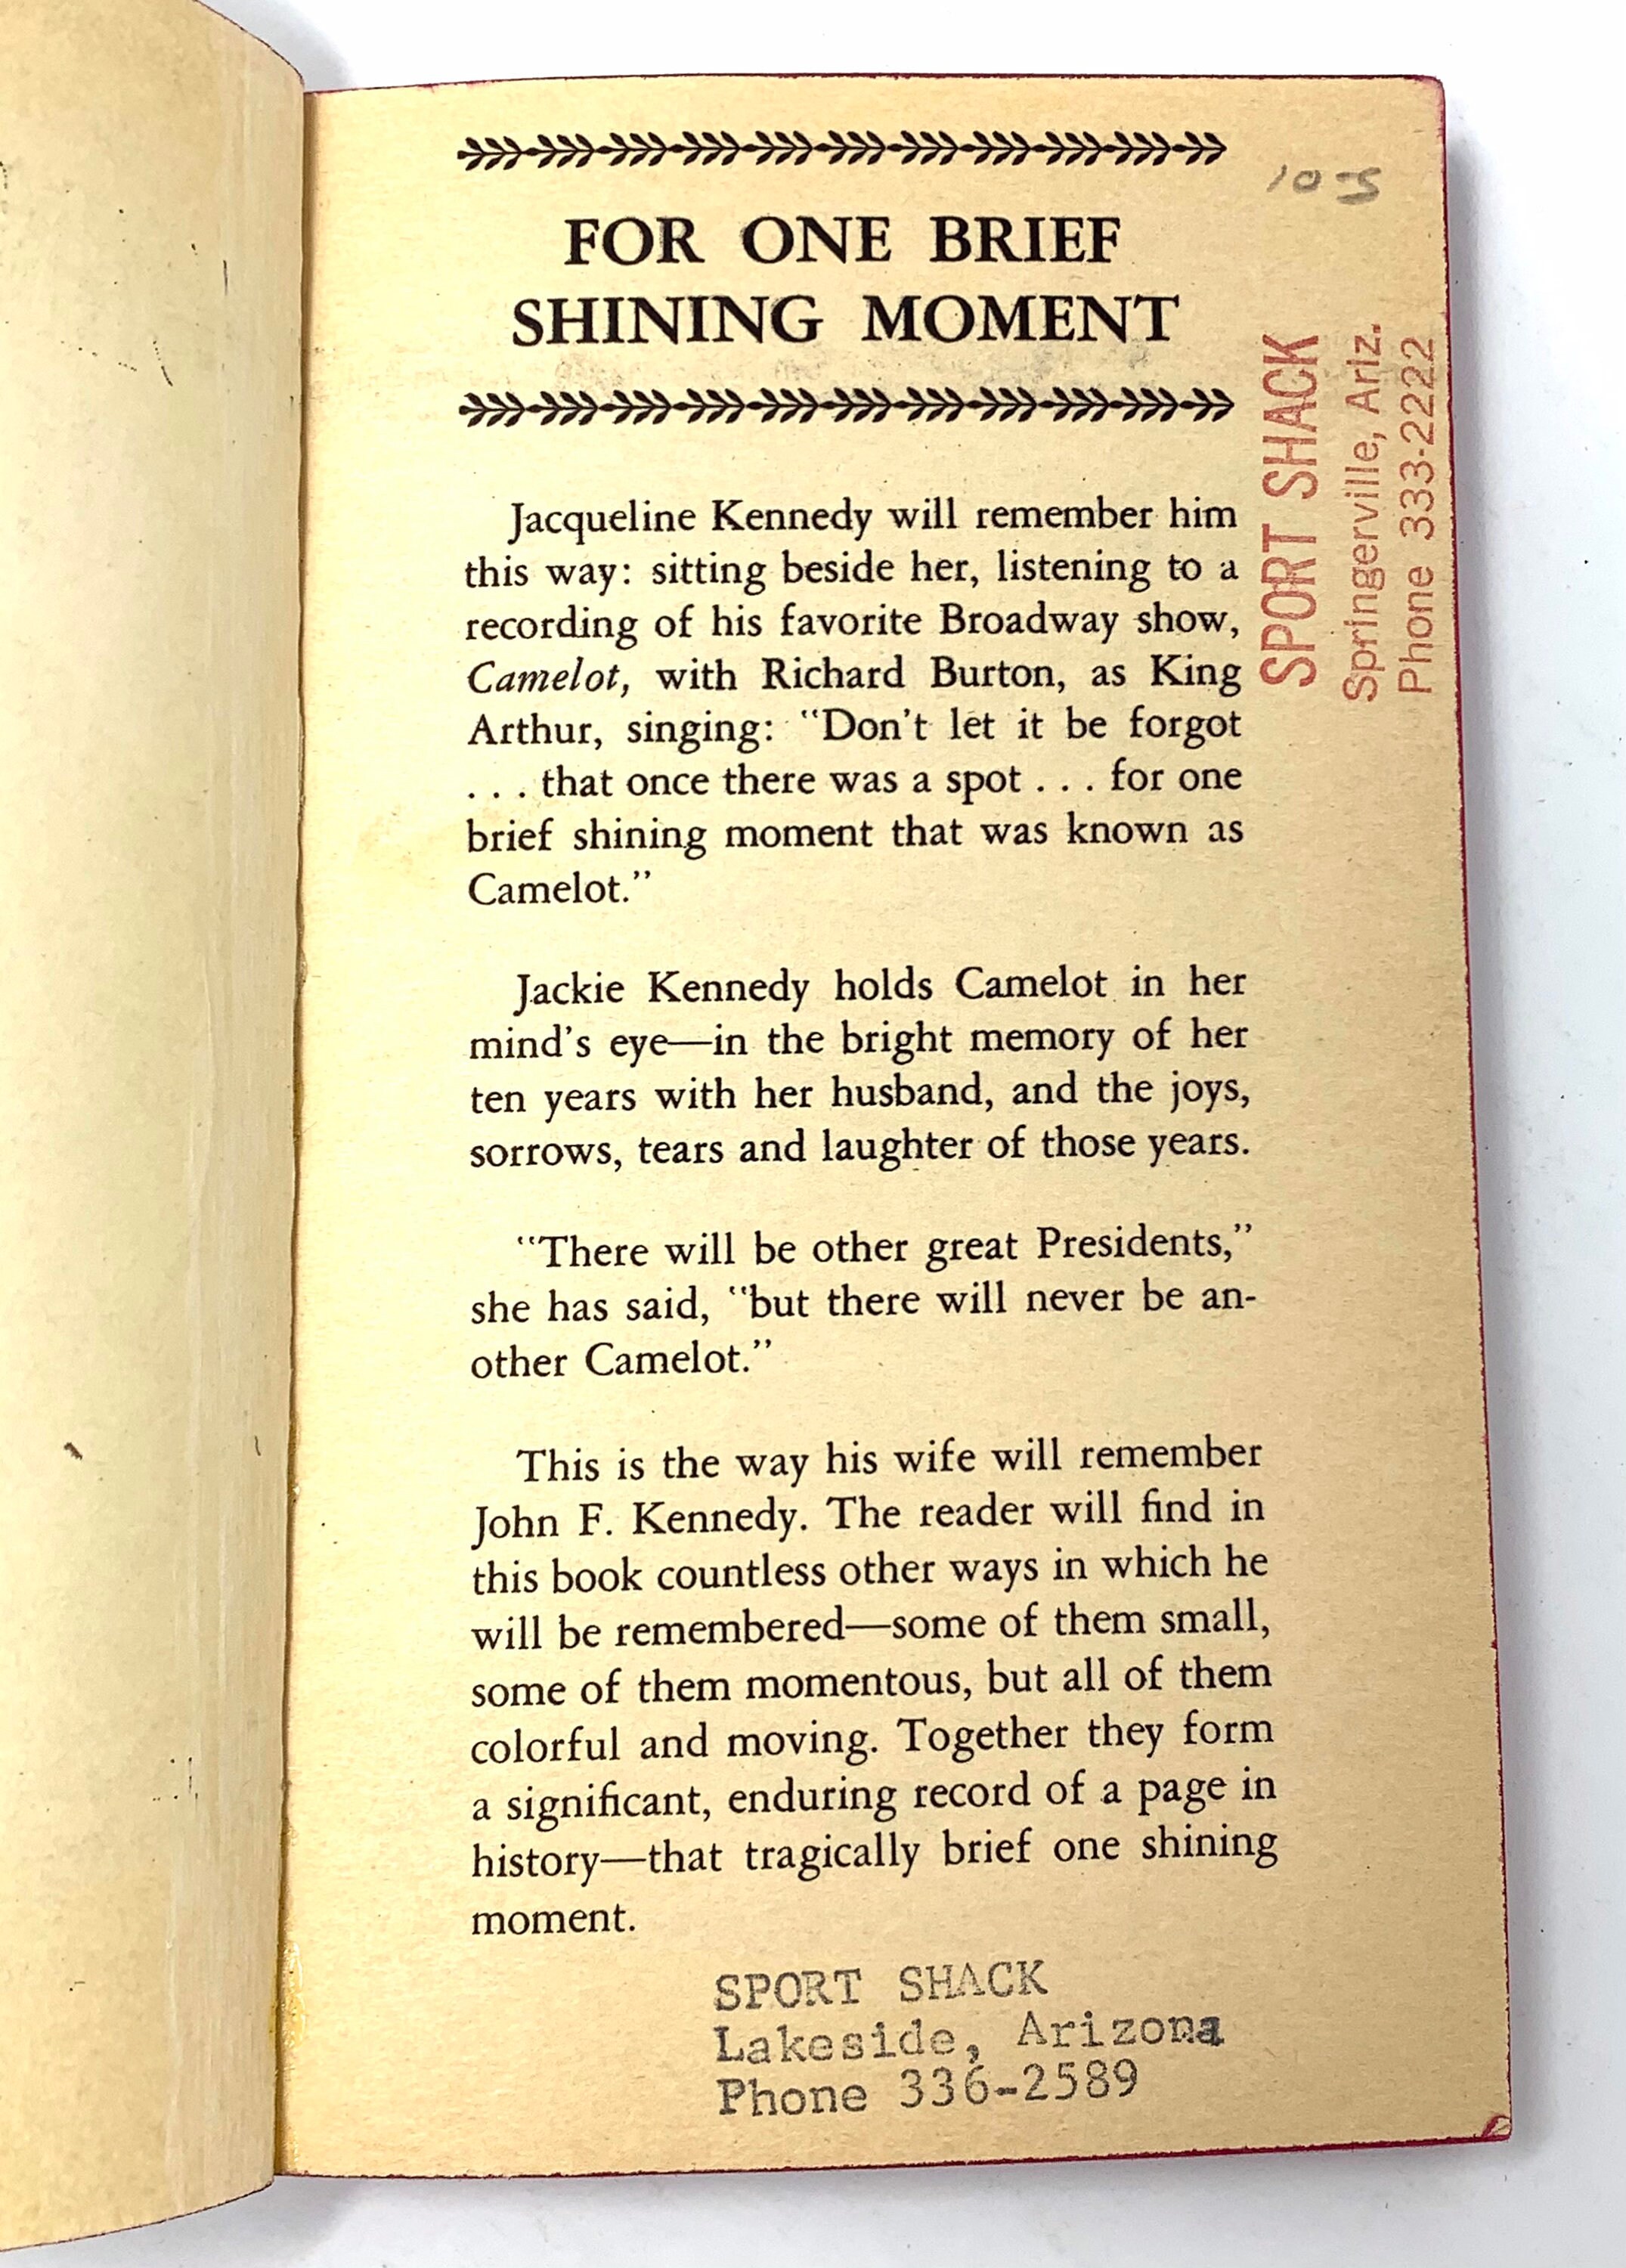 10-5
FOR ONE BRIEF
SHINING MOMENT
SPORT SHACK
Springerville, Ariz.
Phone 333-2222
Jacqueline Kennedy will remember him
this way: sitting beside her, listening to a
recording of his favorite Broadway show,
Camelot, with Richard Burton, as King
Arthur, singing: "Don't let it be forgot
. . . that once there was a spot . . . for one
brief shining moment that was known as
Camelot."
Jackie Kennedy holds Camelot in her
mind's eye—in the bright memory of her
ten years with her husband, and the joys,
sorrows, tears and laughter of those years.
"There will be other great Presidents,"
she has said, "but there will never be an-
other Camelot."
This is the way his wife will remember
John F. Kennedy. The reader will find in
this book countless other ways in which he
will be remembered—some of them small,
some of them momentous, but all of them
colorful and moving. Together they form
a significant, enduring record of a page in
history—that tragically brief one shining
moment.
SPORT SHACK
Lakeside, Arizona
Phone 336-2589